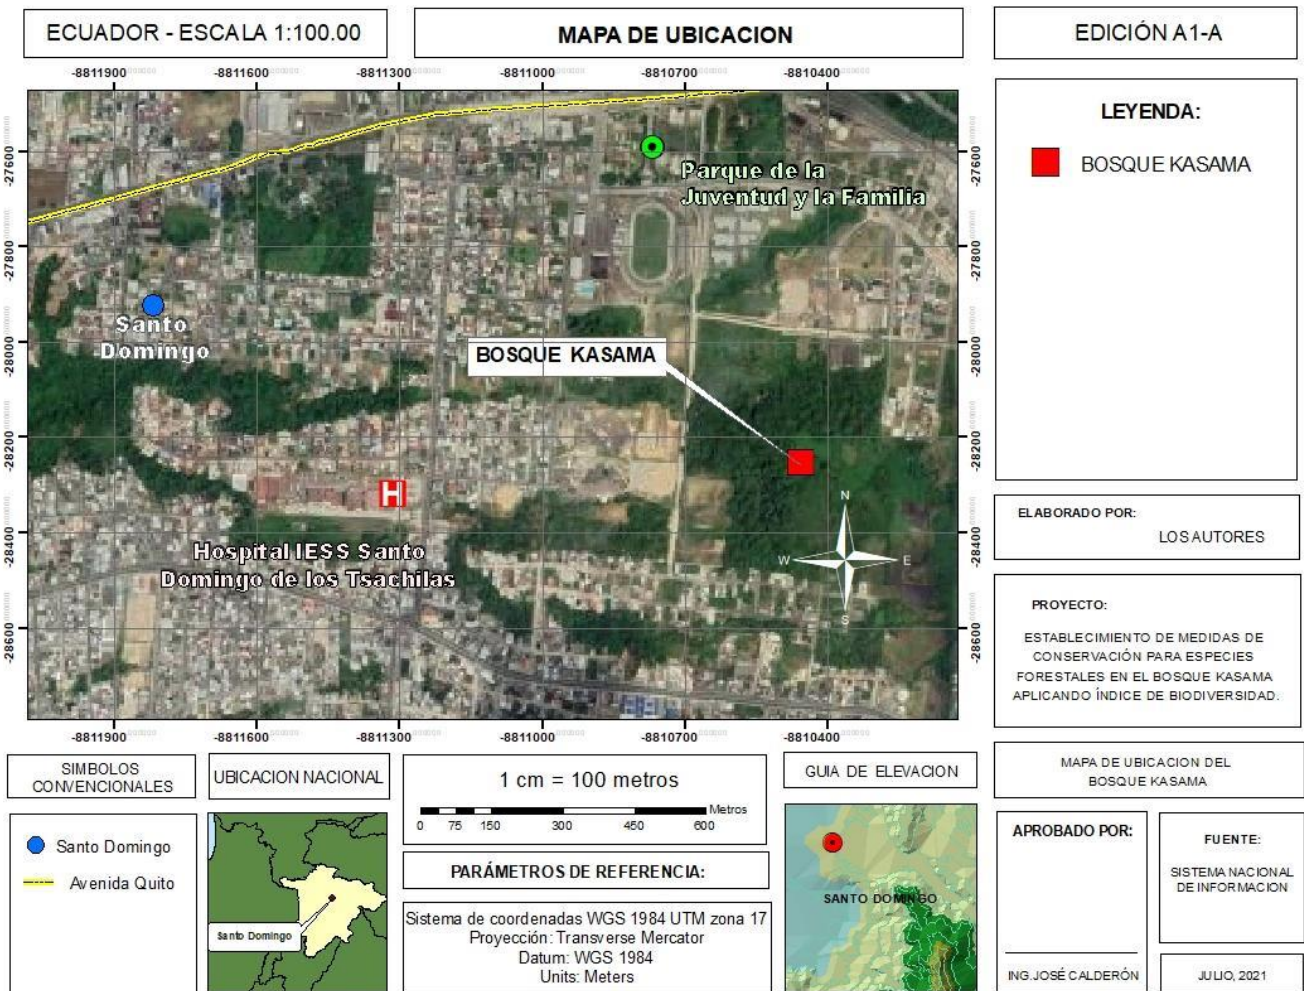 ECUADOR - ESCALA 1:100.00
MAPA DE UBICACION
EDICIÓN A1-A
-8811900 -8811600 -8811300 -8811000 -8810700 -8810400
-27600
-27800
-28000
-28200
-28400
-28600
Parque de la
Juventud y la Familia
Santo
Domingo
BOSQUE KASAMA
H
Hospital IESS Santo
Domingo de los Tsachilas
N
W E
S
-27600
-27800
-28000
-28200
-28400
-28600
-8811900 -8811600 -8811300 -8811000 -8810700 -8810400
LEYENDA:
BOSQUE KASAMA
ELABORADO POR:
LOS AUTORES
PROYECTO:
ESTABLECIMIENTO DE MEDIDAS DE
CONSERVACIÓN PARA ESPECIES
FORESTALES EN EL BOSQUE KASAMA
APLICANDO ÍNDICE DE BIODIVERSIDAD.
SIMBOLOS
CONVENCIONALES
Santo Domingo
Avenida Quito
UBICACION NACIONAL
Santo Domingo
1 cm = 100 metros
Metros
0 75 150 300 450 600
PARÁMETROS DE REFERENCIA:
Sistema de coordenadas WGS 1984 UTM zona 17
Proyección: Transverse Mercator
Datum: WGS 1984
Units: Meters
GUIA DE ELEVACION
SANTO DOMINGO
MAPA DE UBICACION DEL
BOSQUE KASAMA
APROBADO POR:
ING.JOSÉ CALDERÓN
FUENTE:
SISTEMA NACIONAL
DE INFORMACION
JULIO, 2021